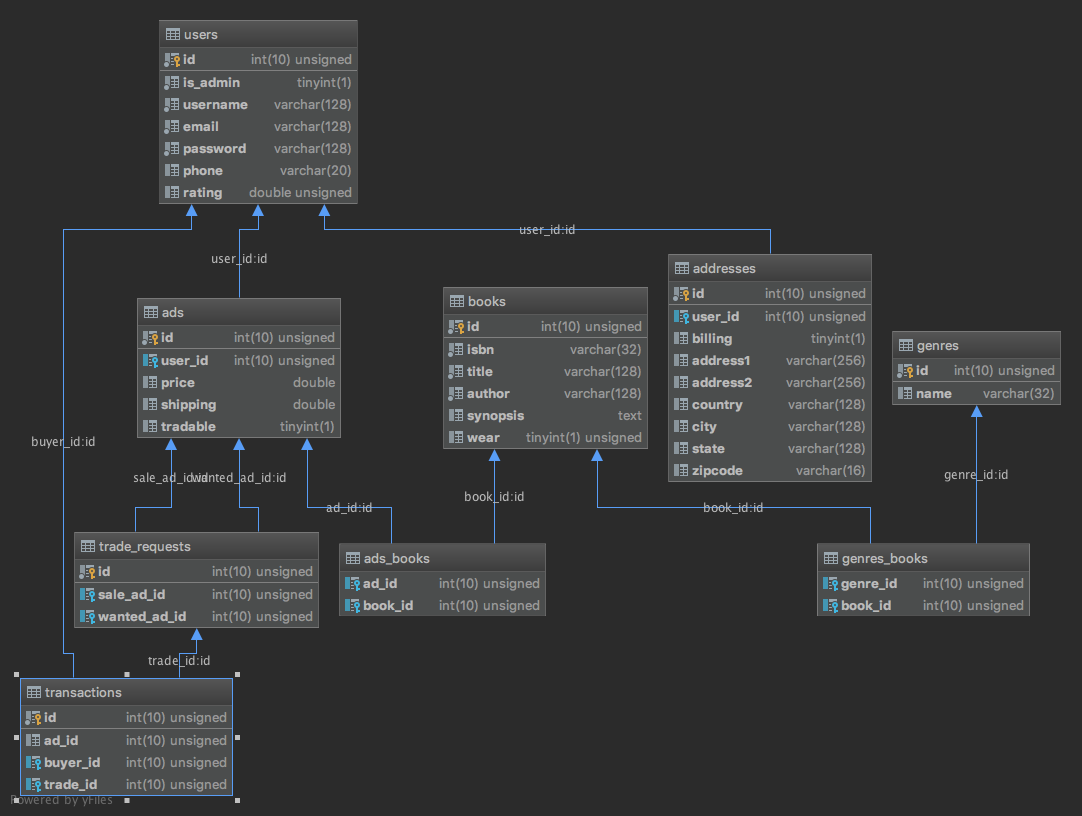 users
id int(10) unsigned
is_admin tinyint(1)
username varchar(128)
email varchar(128)
password varchar(128)
phone varchar(20)
rating double unsigned
user_id:id
user_id:id
addresses
id int(10) unsigned
user_id int(10) unsigned
billing tinyint(1)
address1 varchar(256)
address2 varchar(256)
country varchar(128)
city varchar(128)
state varchar(128)
zipcode varchar(16)
ads
id int(10) unsigned
user_id int(10) unsigned
price double
shipping double
tradable tinyint(1)
books
id int(10) unsigned
isbn varchar(32)
title varchar(128)
author varchar(128)
synopsis text
wear tinyint(1) unsigned
genres
id int(10) unsigned
name varchar(32)
buyer_id:id
sale_ad_id:id
wanted_ad_id:id
ad_id:id
book_id:id
book_id:id
genre_id:id
trade_requests
id int(10) unsigned
sale_ad_id int(10) unsigned
wanted_ad_id int(10) unsigned
ads_books
ad_id int(10) unsigned
book_id int(10) unsigned
genres_books
genre_id int(10) unsigned
book_id int(10) unsigned
trade_id:id
transactions
id int(10) unsigned
ad_id int(10) unsigned
buyer_id int(10) unsigned
trade_id int(10) unsigned
Powered by yFiles